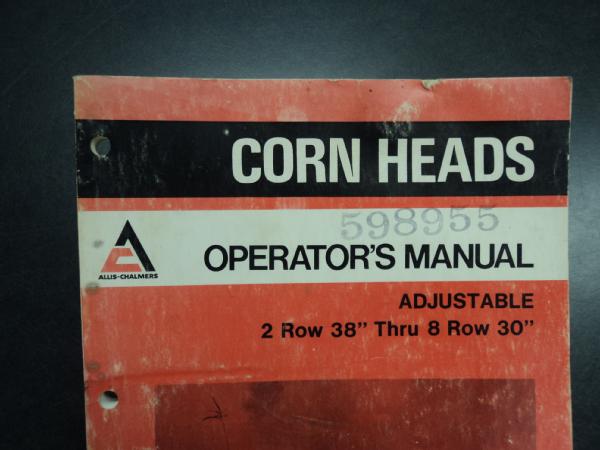 CORN HEADS
598955
OPERATOR'S MANUAL
ALLIS-CHALMERS
ADJUSTABLE
2 Row 38" Thru 8 Row 30"